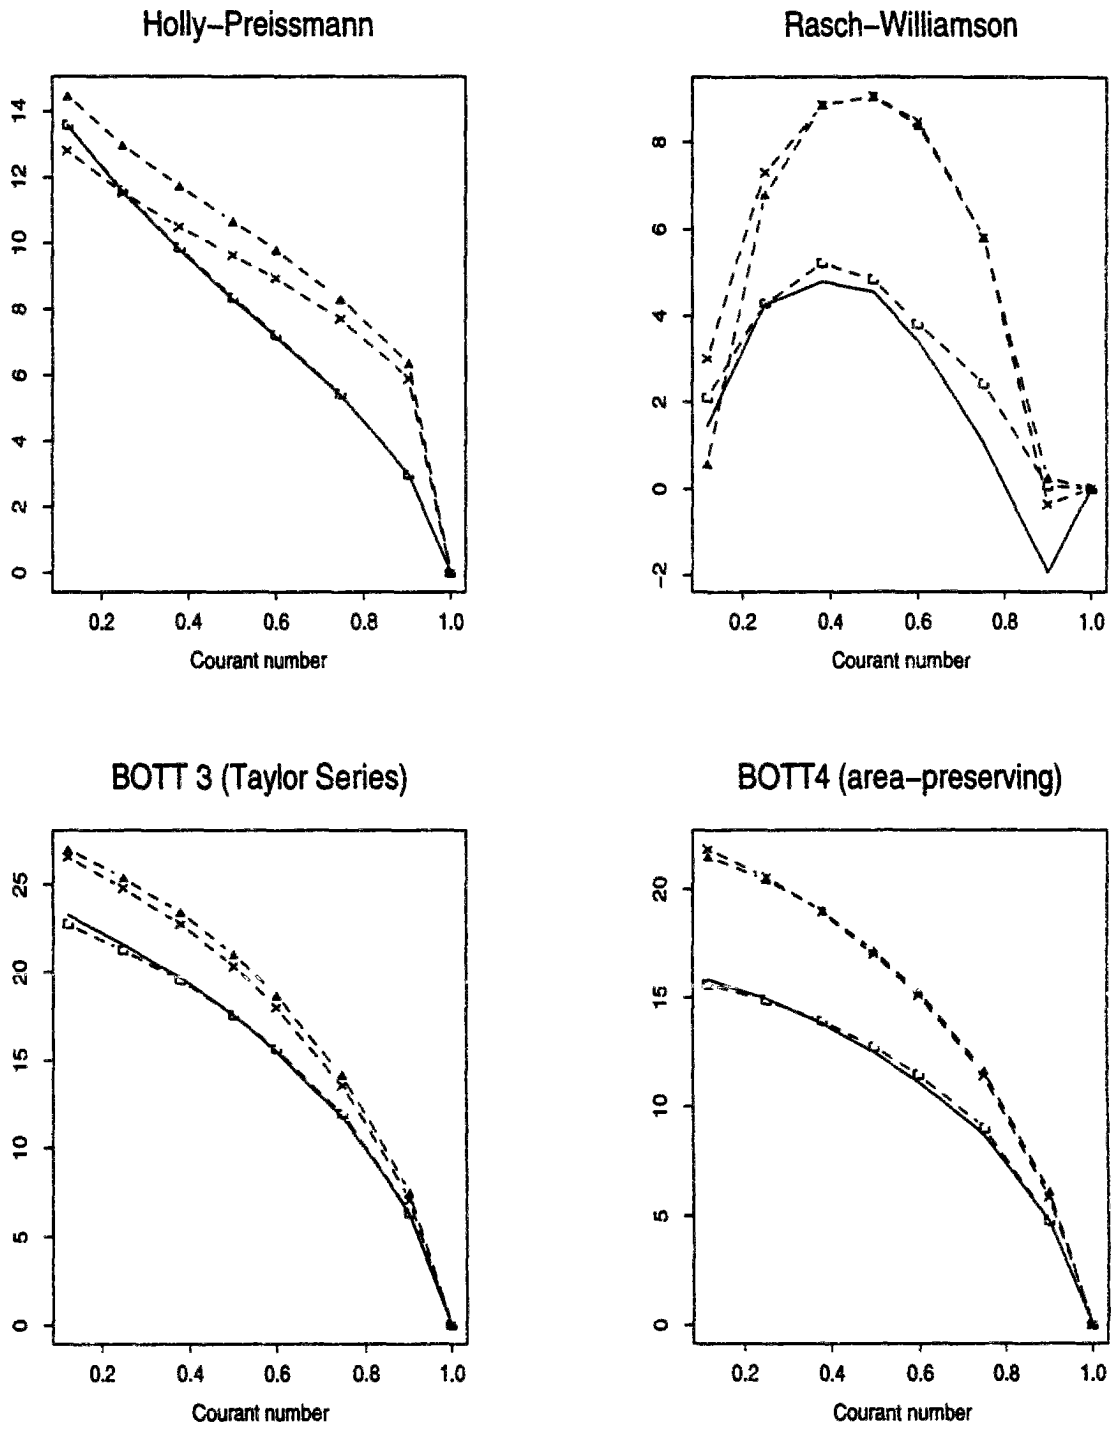 Holly-Preissmann
14
12
10
8
6
4
2
0
0.2 0.4 0.6 0.8 1.0
Courant number
Rasch-Williamson
8
6
4
2
0
-2
0.2 0.4 0.6 0.8 1.0
Courant number
BOTT 3 (Taylor Series)
25
20
15
10
5
0
0.2 0.4 0.6 0.8 1.0
Courant number
BOTT4 (area-preserving)
20
15
10
5
0
0.2 0.4 0.6 0.8 1.0
Courant number